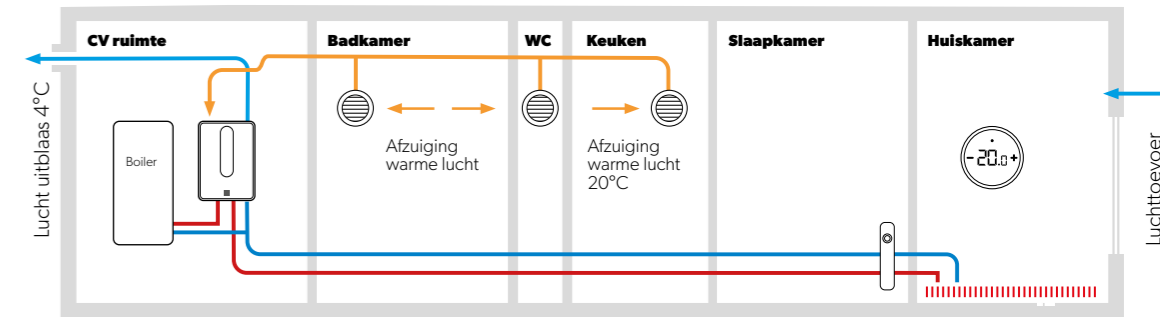 CV ruimte
Badkamer
WC
Keuken
Slaapkamer
Huiskamer
Lucht uitblaas 4°C
Boiler
Afzuiging
warme lucht
Afzuiging
warme lucht
20°C
- 20.0 +
Luchttoevoer